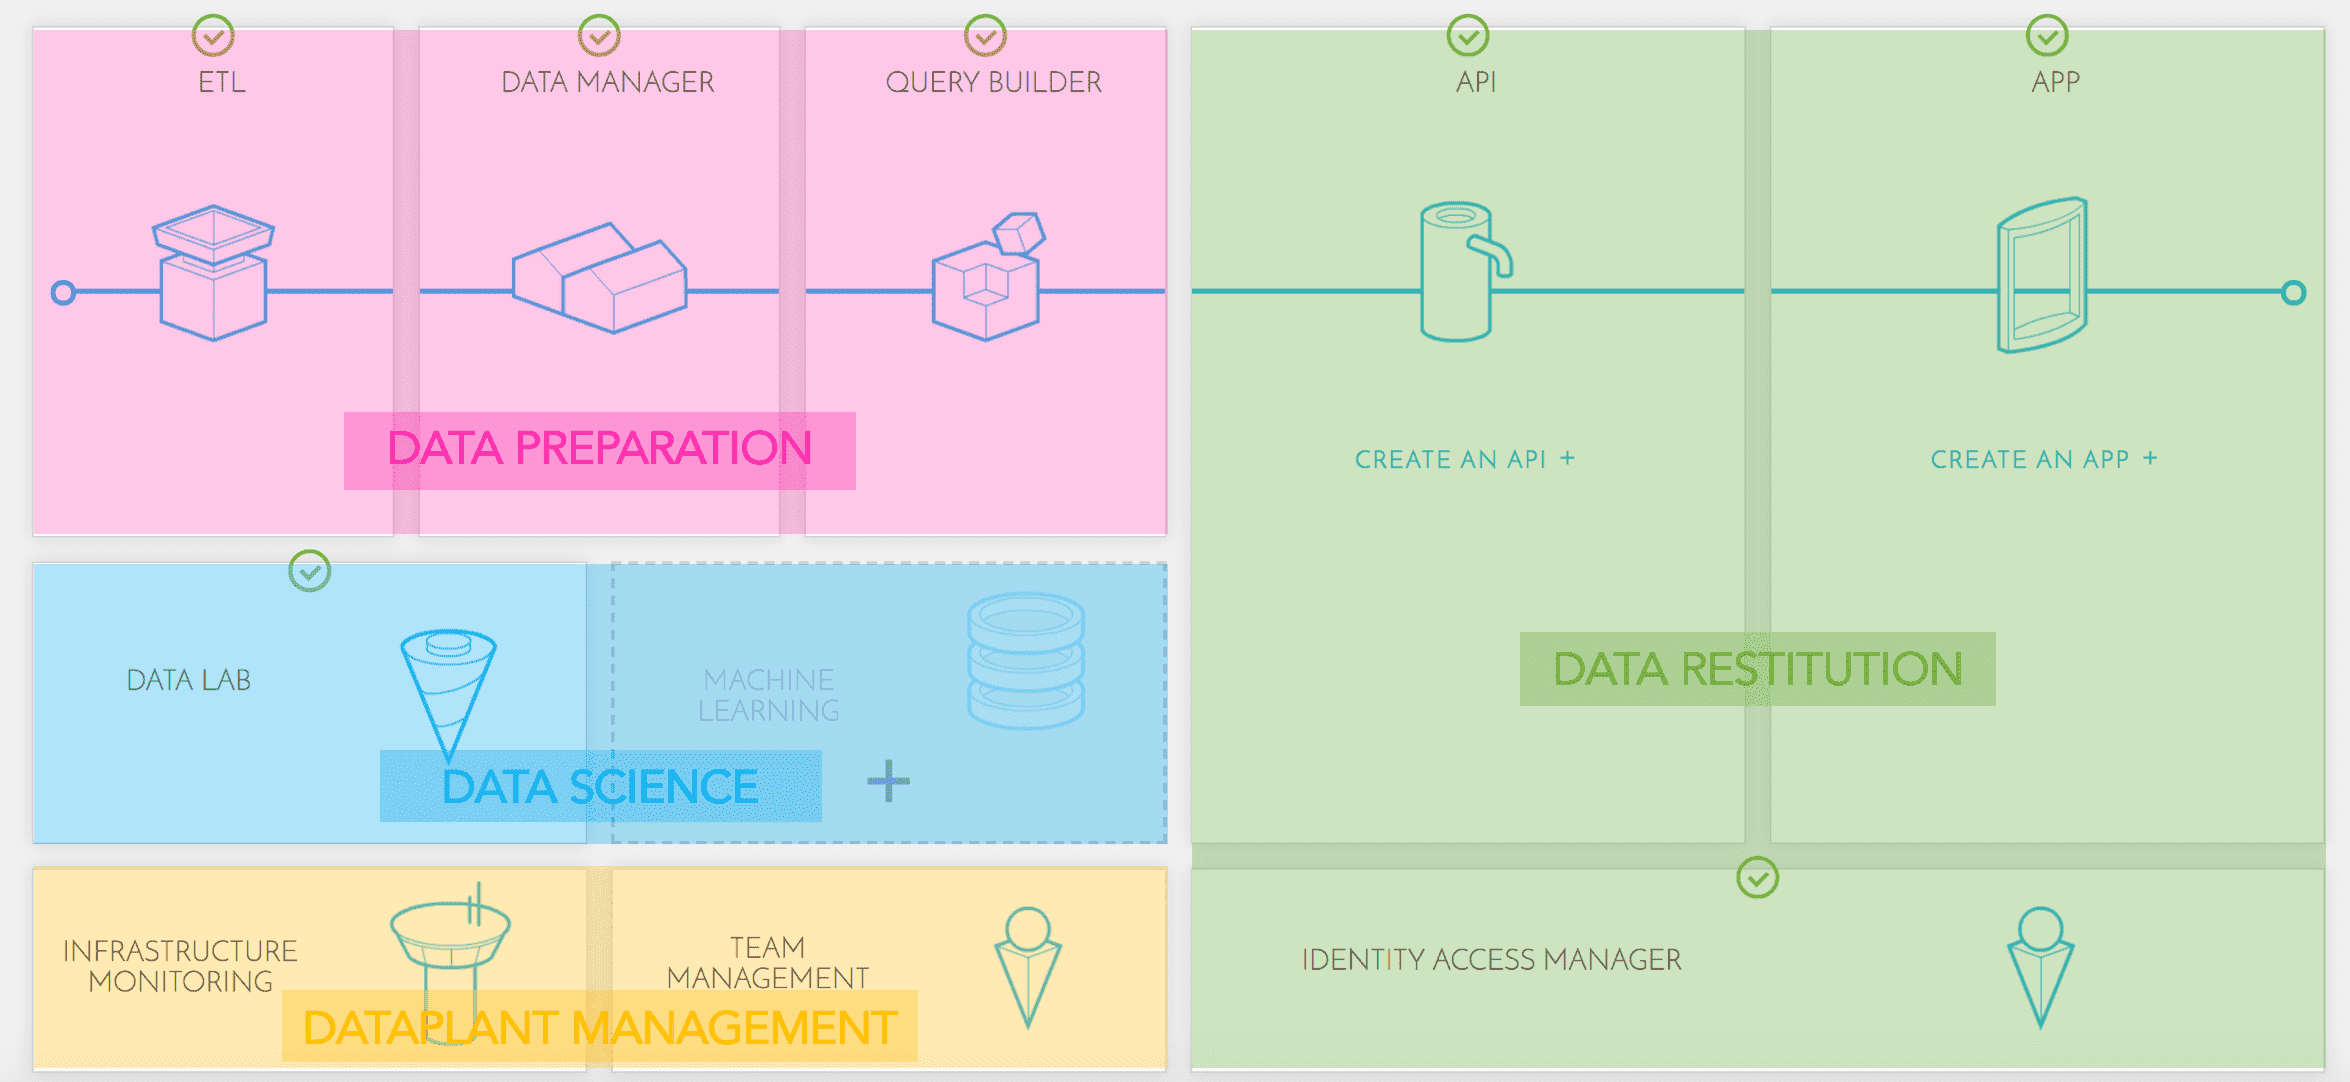 ETL
DATA MANAGER
QUERY BUILDER
API
APP
DATA PREPARATION
CREATE AN API +
CREATE AN APP +
DATA LAB
MACHINE
LEARNING
DATA SCIENCE
+
DATA RESTITUTION
INFRASTRUCTURE
MONITORING
TEAM
MANAGEMENT
DATAPLANT MANAGEMENT
IDENTITY ACCESS MANAGER